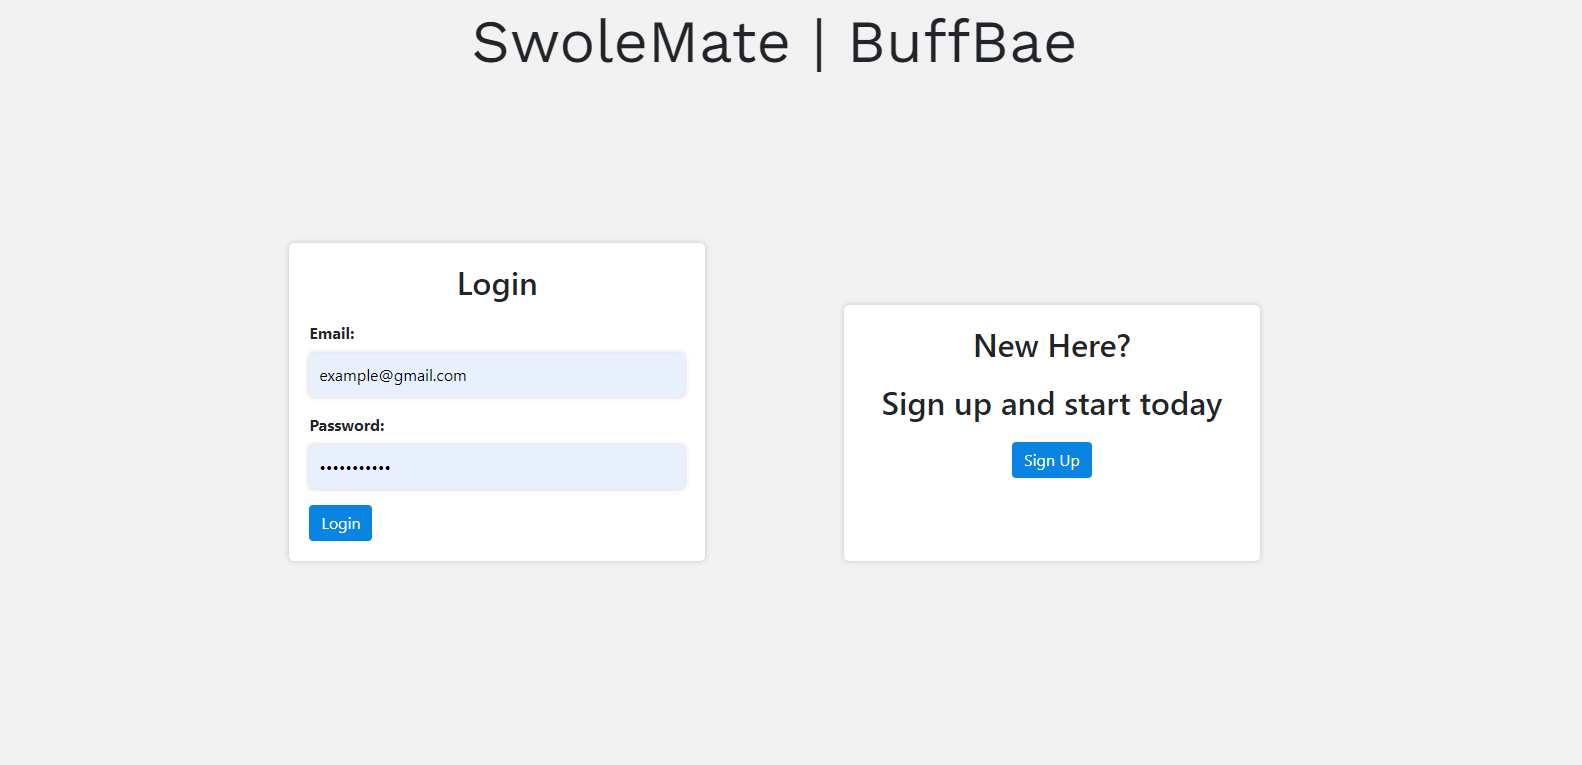 SwoleMate | BuffBae
Login
Email:
example@gmail.com
Password:
•••••••••••
Login
New Here?
Sign up and start today
Sign Up